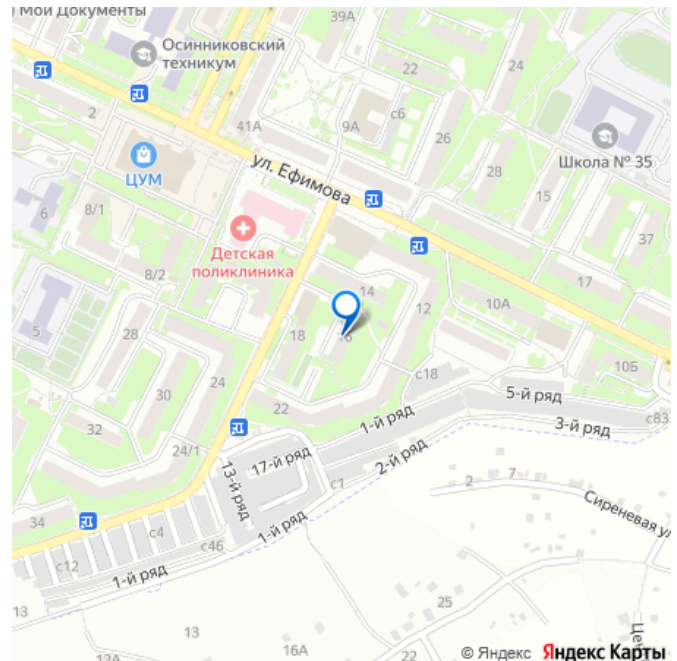 Мои Документы
39А
Осинниковский
техникум
22
24
с6
2
41А
9А
26
ул. Ефимова
28
Школа № 35
ЦУМ
15
6
8/1
37
Детская
поликлиника
8/2
17
14
12
10А
5
28
18
16
24
с18
10Б
30
5-й ряд
22
1-й ряд
3-й ряд
с83
32
17-й ряд
2-й ряд
24/1
13-й ряд
с1
2
7
Сиреневая ул
34
с4
1-й ряд
с46
с12
1-й ряд
25
13
13
16А
12А
22
Цв
© Яндекс Яндекс Карты